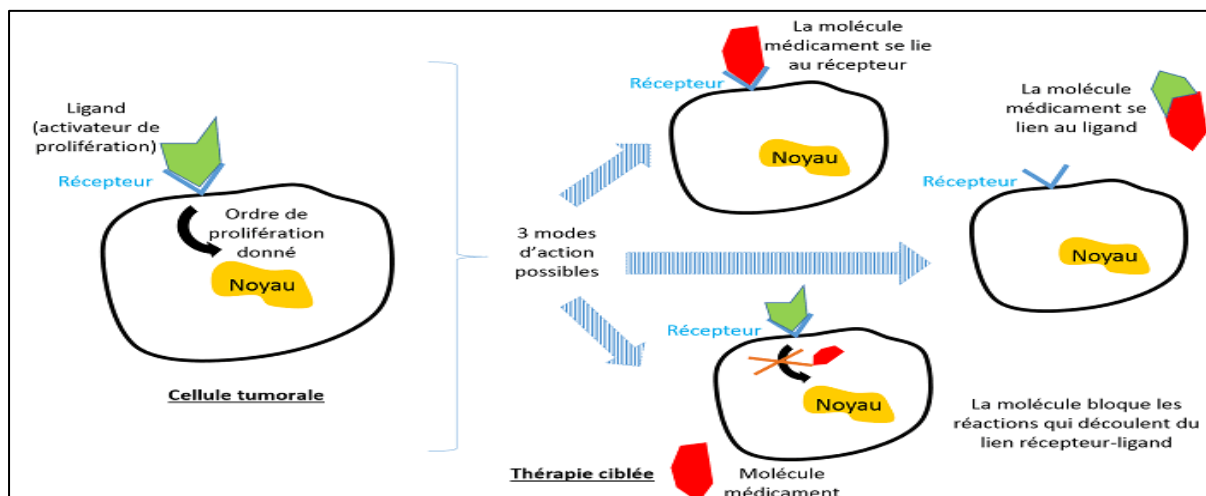 Ligand
(activateur de
prolifération)
Récepteur
Ordre de
prolifération
donné
Noyau
Cellule tumorale
3 modes
d'action
possibles
La molécule
médicament se lie
au récepteur
Récepteur
Noyau
La molécule
médicament se
lien au ligand
Récepteur
Noyau
Récepteur
Noyau
La molécule bloque les
réactions qui découlent du
lien récepteur-ligand
Thérapie ciblée
Molécule
médicament